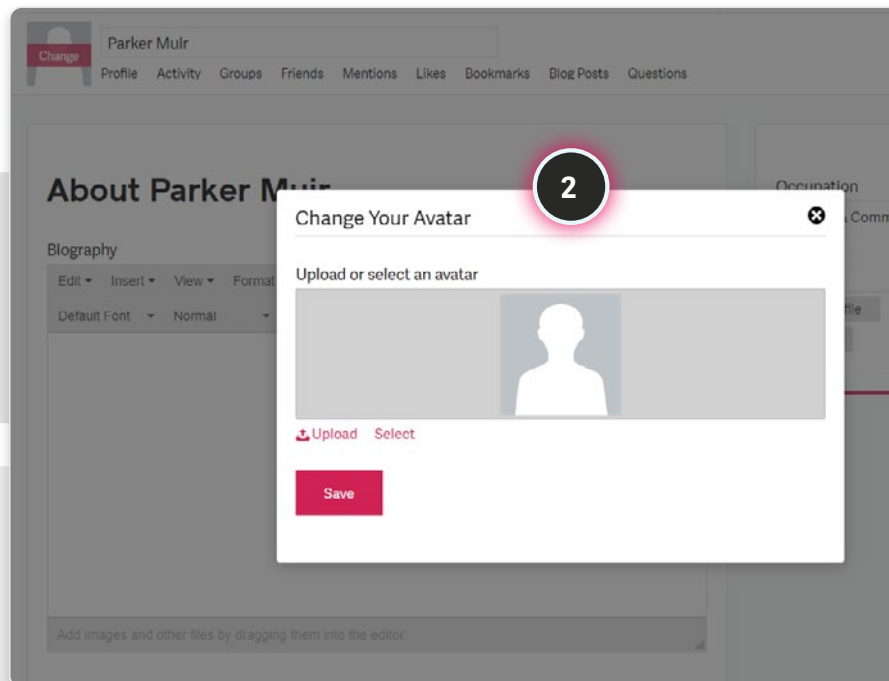 Parker Muir
Change
Profile Activity Groups Friends Mentions Likes Bookmarks Blog Posts Questions
About Parker Muir
2
Occupation
Change Your Avatar
& Comm
Biography
Edit Insert View Format
Upload or select an avatar
Default Font Normal
file
Upload Select
Save
Add images and other files by dragging them into the editor.